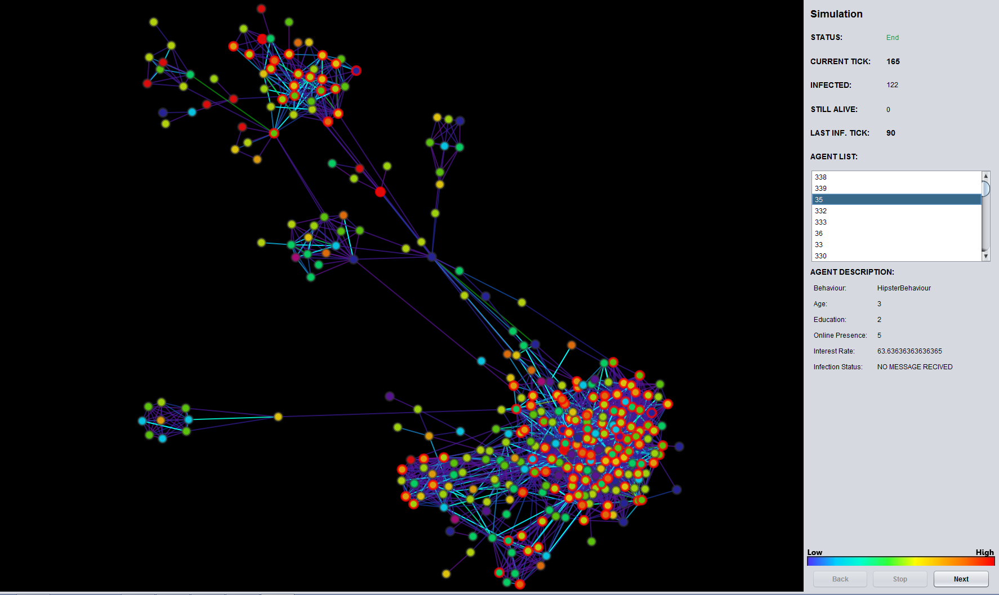 Simulation
STATUS: End
CURRENT TICK: 165
INFECTED: 122
STILL ALIVE: 0
LAST INF. TICK: 90
AGENT LIST:
338
339
35
332
333
36
33
330
AGENT DESCRIPTION:
Behaviour: HipsterBehaviour
Age: 3
Education: 2
Online Presence: 5
Interest Rate: 63.63636363636365
Infection Status: NO MESSAGE RECIVED
Low High
Back Stop Next